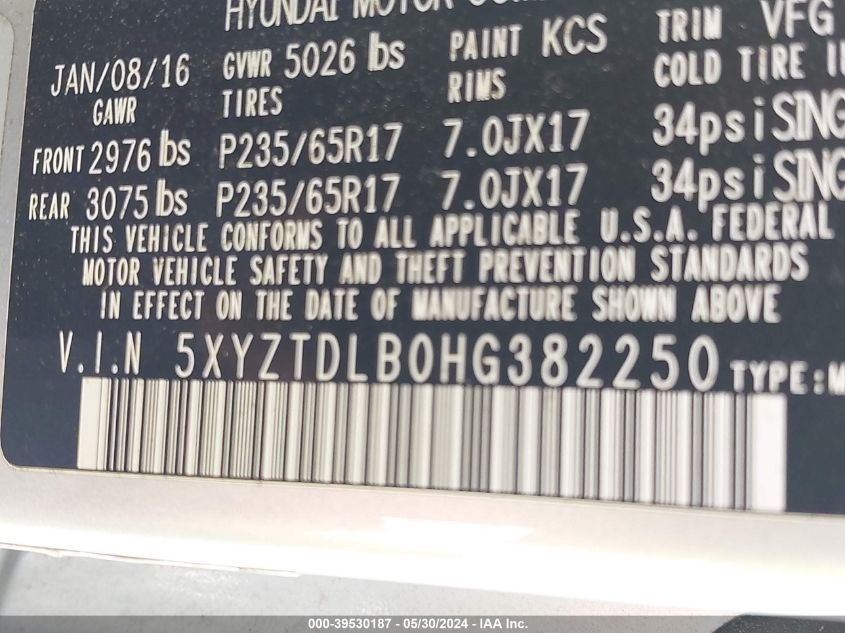 HYUNDAI MOTOR
JAN/08/16 GVWR 5026 lbs PAINT KCS TRIM VFG
GAWR TIRES RIMS COLD TIRE
FRONT 2976 lbs P235/65R17 7.0JX17 34psi SING
REAR 3075 lbs P235/65R17 7.0JX17 34psi SING
THIS VEHICLE CONFORMS TO ALL APPLICABLE U.S.A. FEDERAL
MOTOR VEHICLE SAFETY AND THEFT PREVENTION STANDARDS
IN EFFECT ON THE DATE OF MANUFACTURE SHOWN ABOVE
V.I.N 5XYZTDLB0HG382250 TYPE:M
000-39530187 - 05/30/2024 - IAA Inc.